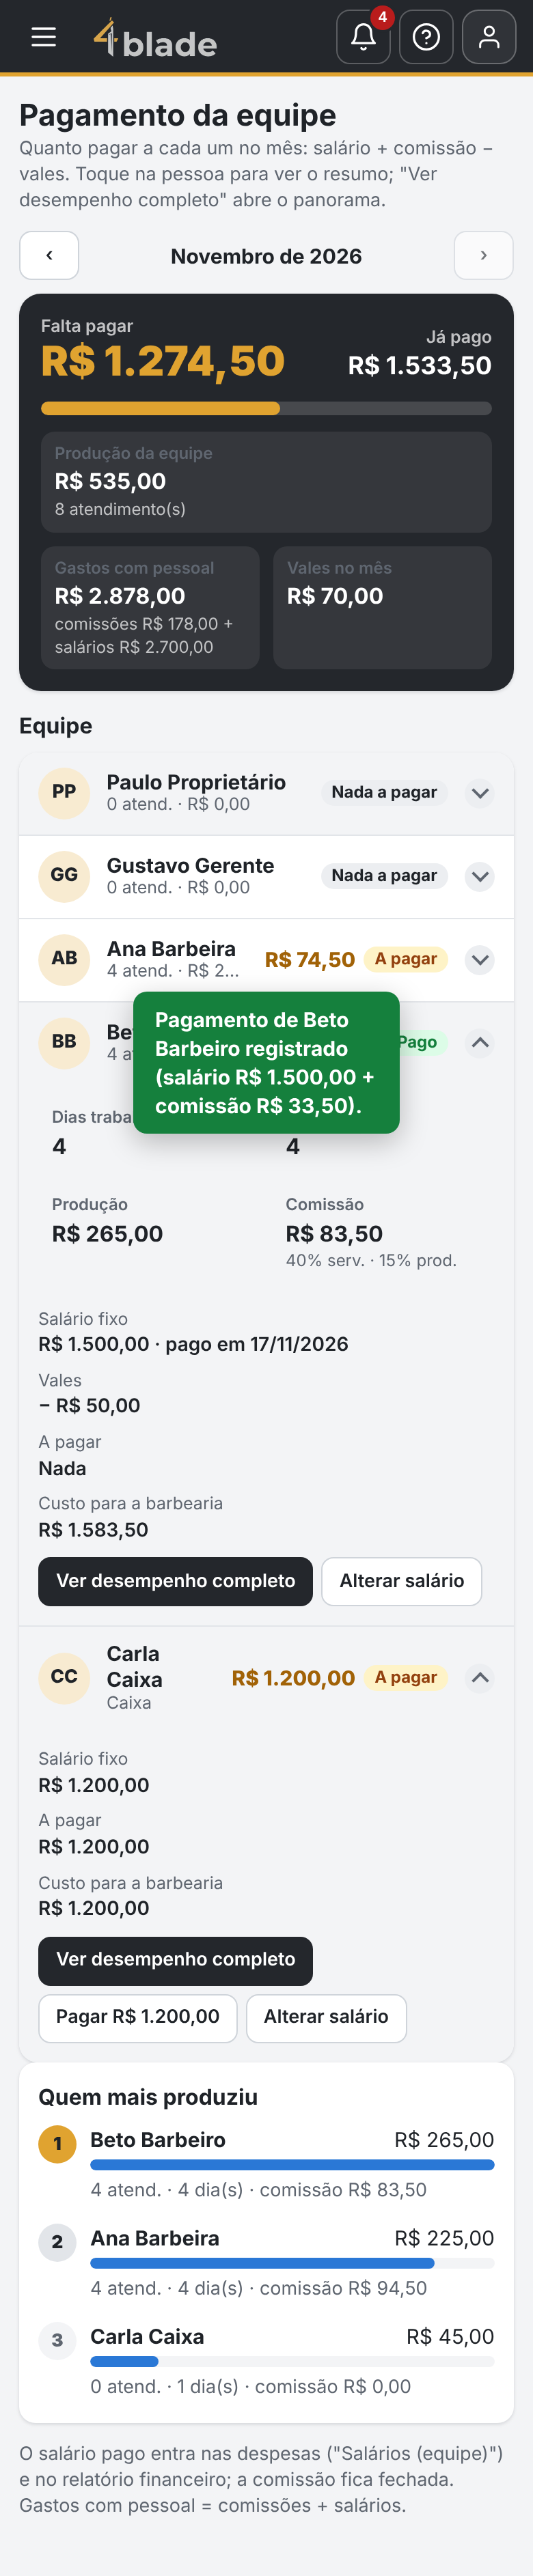 4blade
4
Pagamento da equipe
Quanto pagar a cada um no mês: salário + comissão −
vales. Toque na pessoa para ver o resumo; "Ver
desempenho completo" abre o panorama.
‹
Novembro de 2026
›
Falta pagar
R$ 1.274,50
Já pago
R$ 1.533,50
Produção da equipe
R$ 535,00
8 atendimento(s)
Gastos com pessoal
R$ 2.878,00
comissões R$ 178,00 +
salários R$ 2.700,00
Vales no mês
R$ 70,00
Equipe
PP
Paulo Proprietário
0 atend. · R$ 0,00
Nada a pagar
GG
Gustavo Gerente
0 atend. · R$ 0,00
Nada a pagar
AB
Ana Barbeira
4 atend. · R$ 2...
R$ 74,50
A pagar
BB
4
Pago
Pagamento de Beto
Barbeiro registrado
(salário R$ 1.500,00 +
comissão R$ 33,50).
Dias
4
4
Produção
R$ 265,00
Comissão
R$ 83,50
40% serv. · 15% prod.
Salário fixo
R$ 1.500,00 · pago em 17/11/2026
Vales
− R$ 50,00
A pagar
Nada
Custo para a barbearia
R$ 1.583,50
Ver desempenho completo
Alterar salário
CC
Carla
Caixa
Caixa
R$ 1.200,00
A pagar
Salário fixo
R$ 1.200,00
A pagar
R$ 1.200,00
Custo para a barbearia
R$ 1.200,00
Ver desempenho completo
Pagar R$ 1.200,00
Alterar salário
Quem mais produziu
1
Beto Barbeiro
R$ 265,00
4 atend. · 4 dia(s) · comissão R$ 83,50
2
Ana Barbeira
R$ 225,00
4 atend. · 4 dia(s) · comissão R$ 94,50
3
Carla Caixa
R$ 45,00
0 atend. · 1 dia(s) · comissão R$ 0,00
O salário pago entra nas despesas ("Salários (equipe)")
e no relatório financeiro; a comissão fica fechada.
Gastos com pessoal = comissões + salários.